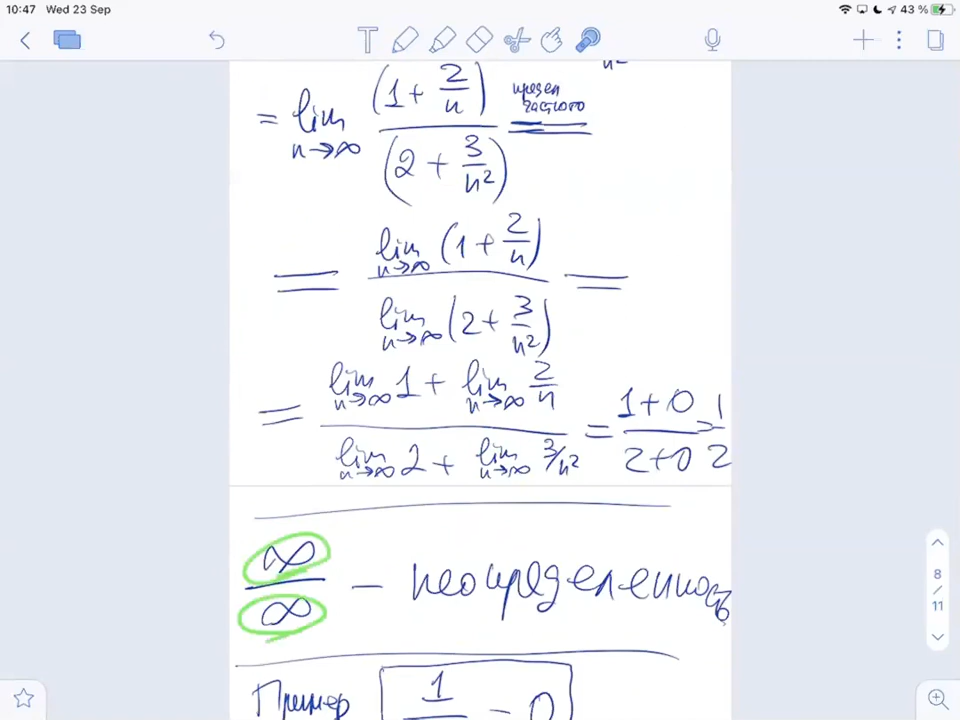 10:47 Wed 23 Sep
43 %
T
= lim n→∞ (1 + 2/n) / (2 + 3/n²) предел частного
= lim n→∞ (1 + 2/n) / lim n→∞ (2 + 3/n²) =
= (lim n→∞ 1 + lim n→∞ 2/n) / (lim n→∞ 2 + lim n→∞ 3/n²) = (1+0)/(2+0) = 1/2
∞/∞ – неопределенность
8 / 11
Пример 1 = 0